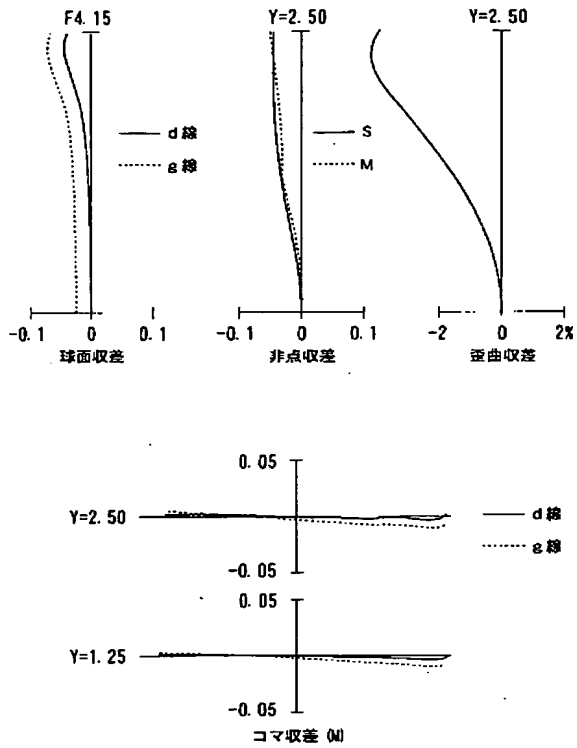 F4.15 Y=2.50 Y=2.50
d線 S
g線 M
-0.1 0 0.1 -0.1 0 0.1 -2 0 2%
球面収差 非点収差 歪曲収差
0.05
Y=2.50 d線
g線
-0.05
0.05
Y=1.25
-0.05
コマ収差 (M)